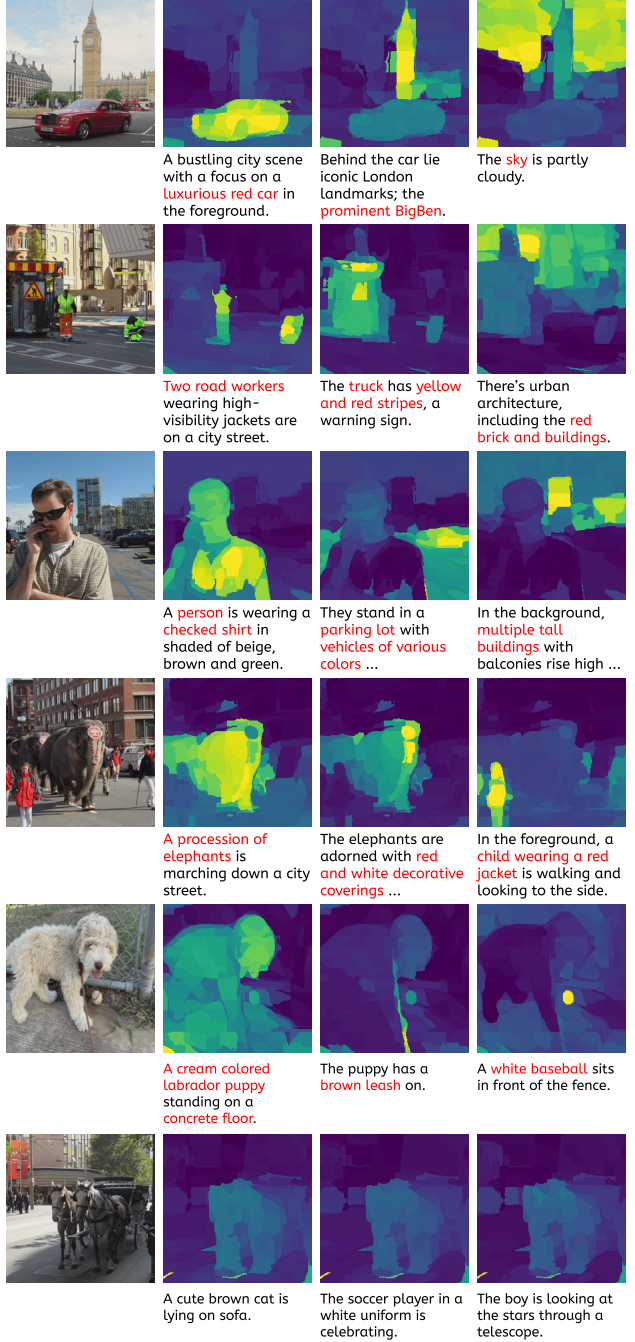 A bustling city scene
with a focus on a
luxurious red car in
the foreground.
Behind the car lie
iconic London
landmarks; the
prominent BigBen.
The sky is partly
cloudy.
Two road workers
wearing high-
visibility jackets are
on a city street.
The truck has yellow
and red stripes, a
warning sign.
There's urban
architecture,
including the red
brick and buildings.
A person is wearing a
checked shirt in
shaded of beige,
brown and green.
They stand in a
parking lot with
vehicles of various
colors ...
In the background,
multiple tall
buildings with
balconies rise high ...
A procession of
elephants is
marching down a city
street.
The elephants are
adorned with red
and white decorative
coverings ...
In the foreground, a
child wearing a red
jacket is walking and
looking to the side.
A cream colored
labrador puppy
standing on a
concrete floor.
The puppy has a
brown leash on.
A white baseball sits
in front of the fence.
A cute brown cat is
lying on sofa.
The soccer player in a
white uniform is
celebrating.
The boy is looking at
the stars through a
telescope.